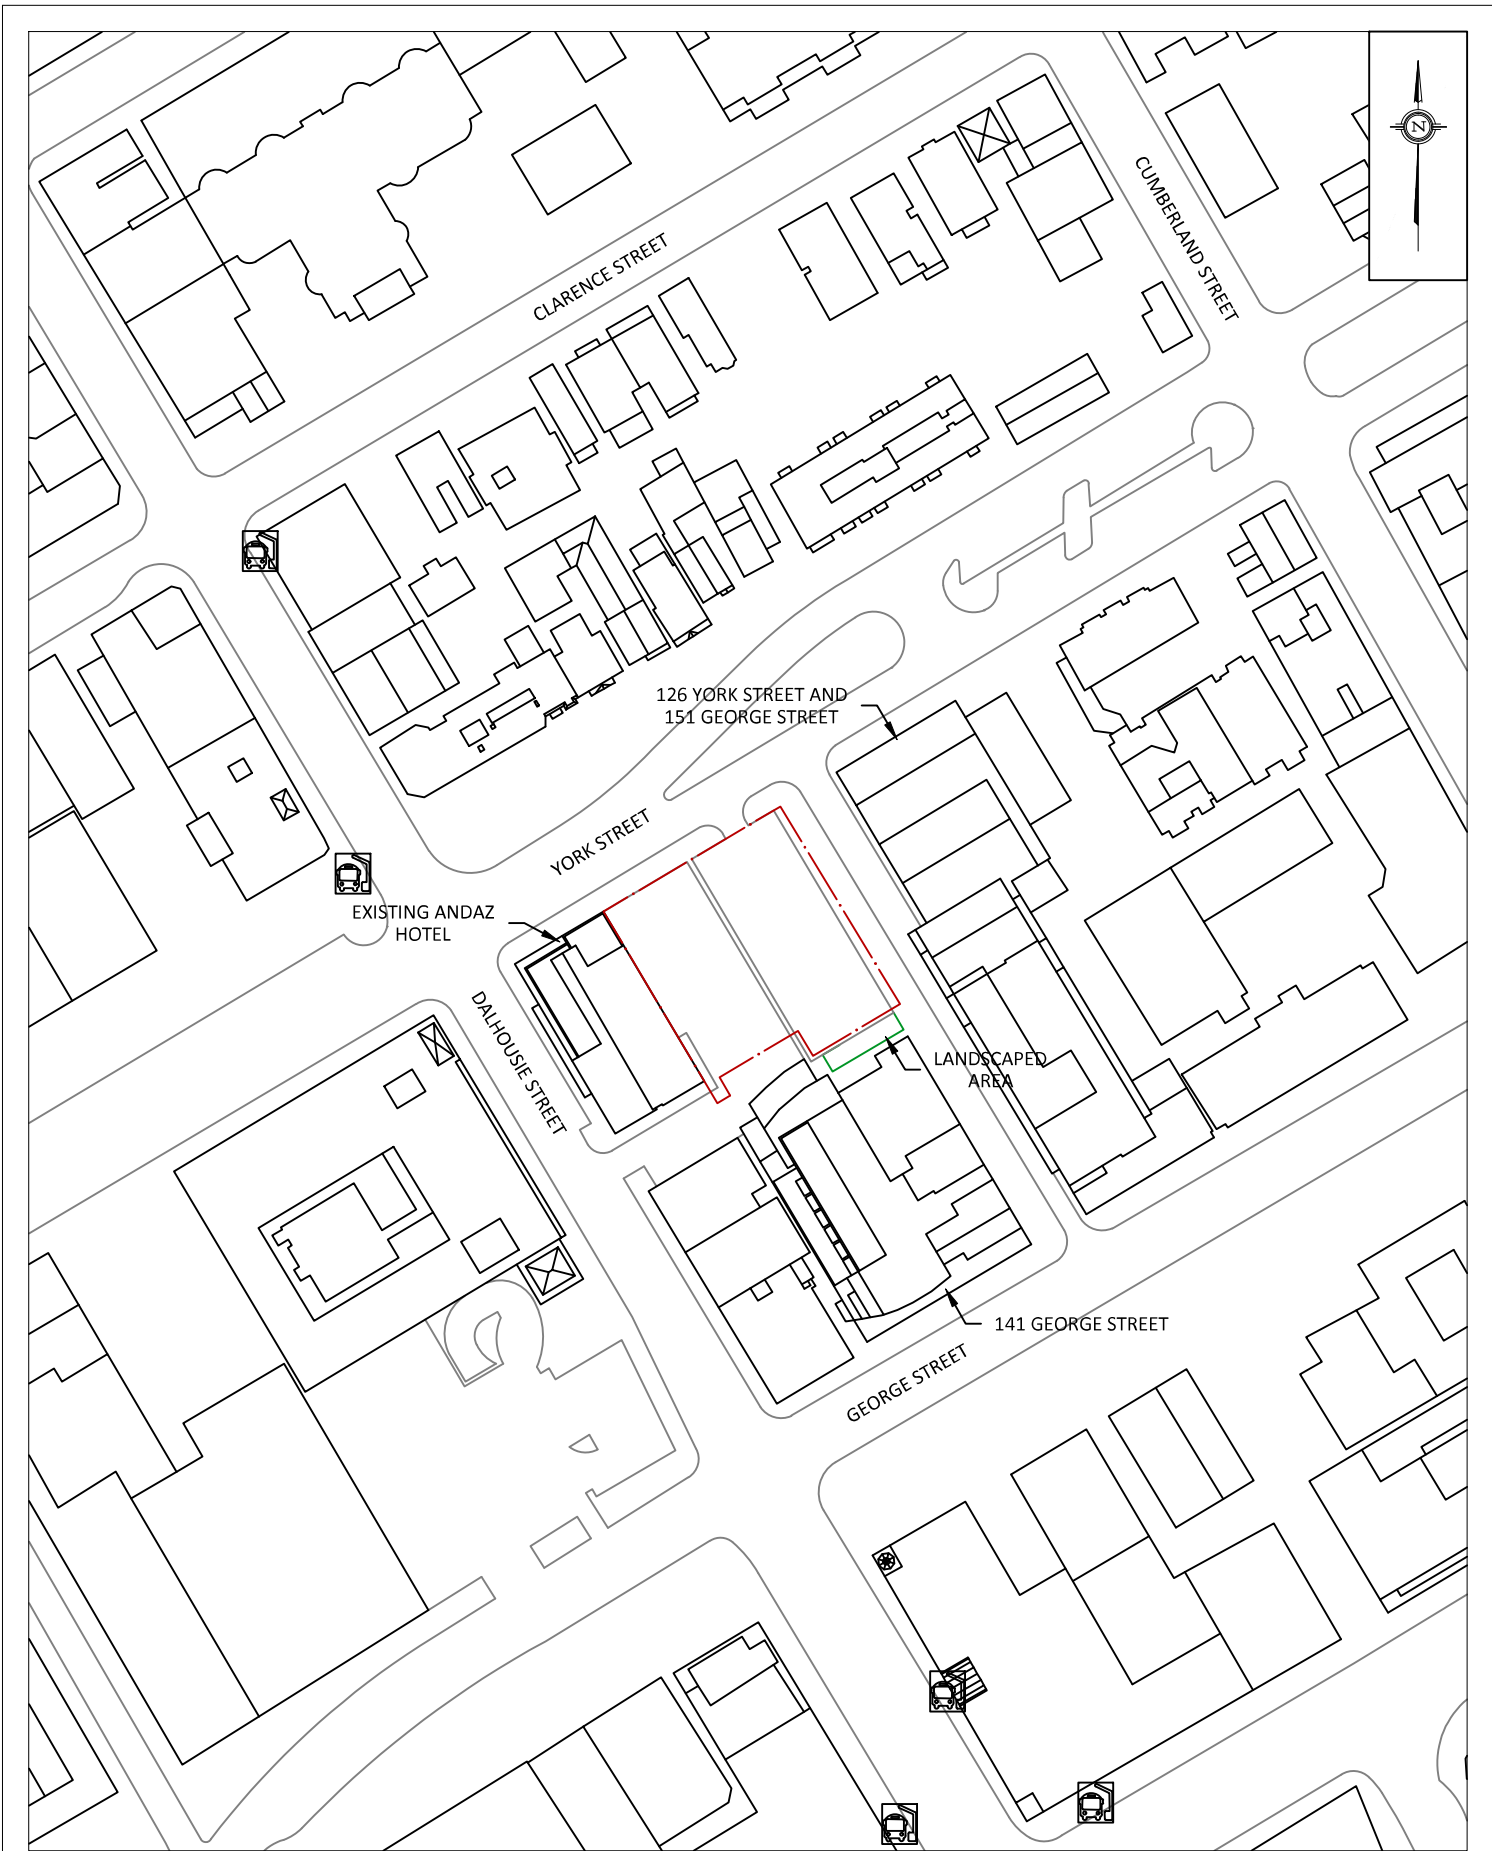 N
CUMBERLAND STREET
CLARENCE STREET
126 YORK STREET AND
151 GEORGE STREET
YORK STREET
EXISTING ANDAZ
HOTEL
DALHOUSIE STREET
LANDSCAPED
AREA
141 GEORGE STREET
GEORGE STREET